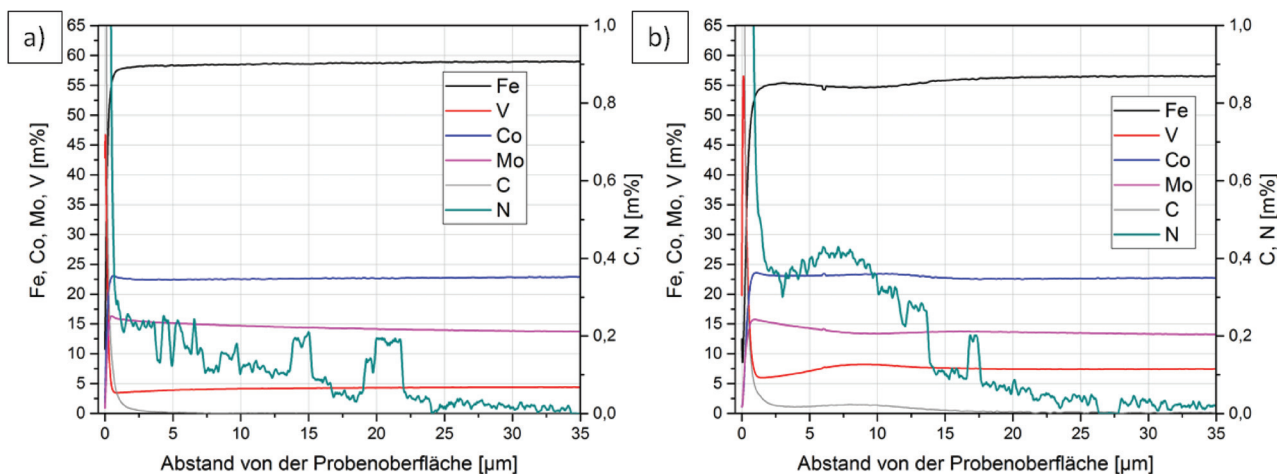 a)
Fe, Co, Mo, V [m%]
65
60
55
50
45
40
35
30
25
20
15
10
5
0
Fe
V
Co
Mo
C
N
1,0
0,8
0,6
0,4
0,2
0,0
C, N [m%]
0 5 10 15 20 25 30 35
Abstand von der Probenoberfläche [µm]
b)
Fe, Co, Mo, V [m%]
65
60
55
50
45
40
35
30
25
20
15
10
5
0
Fe
V
Co
Mo
C
N
1,0
0,8
0,6
0,4
0,2
0,0
C, N [m%]
0 5 10 15 20 25 30 35
Abstand von der Probenoberfläche [µm]